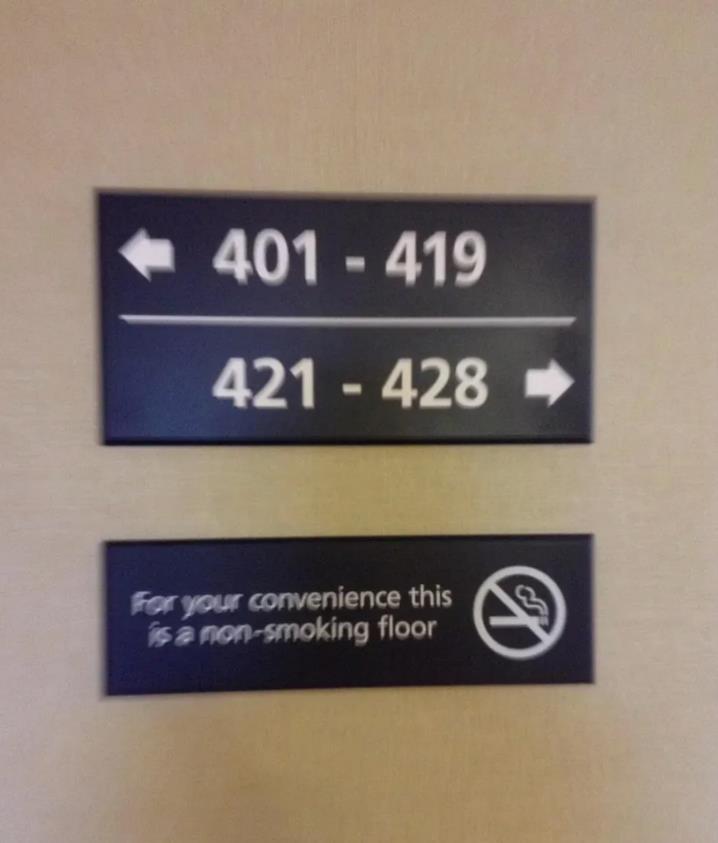 401 - 419
421 - 428
For your convenience this
is a non-smoking floor